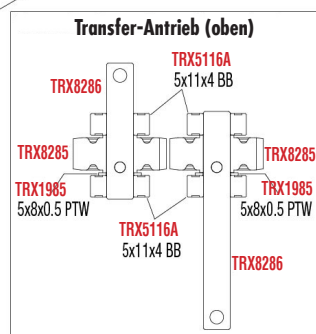 Transfer-Antrieb (oben)
TRX5116A
5x11x4 BB
TRX8286
TRX8285
TRX8285
TRX1985
5x8x0.5 PTW
TRX1985
5x8x0.5 PTW
TRX5116A
5x11x4 BB
TRX8286